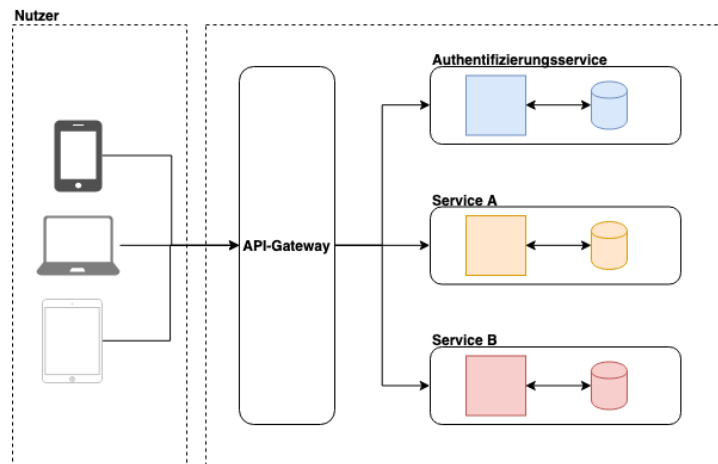 Nutzer
Authentifizierungsservice
Service A
API-Gateway
Service B